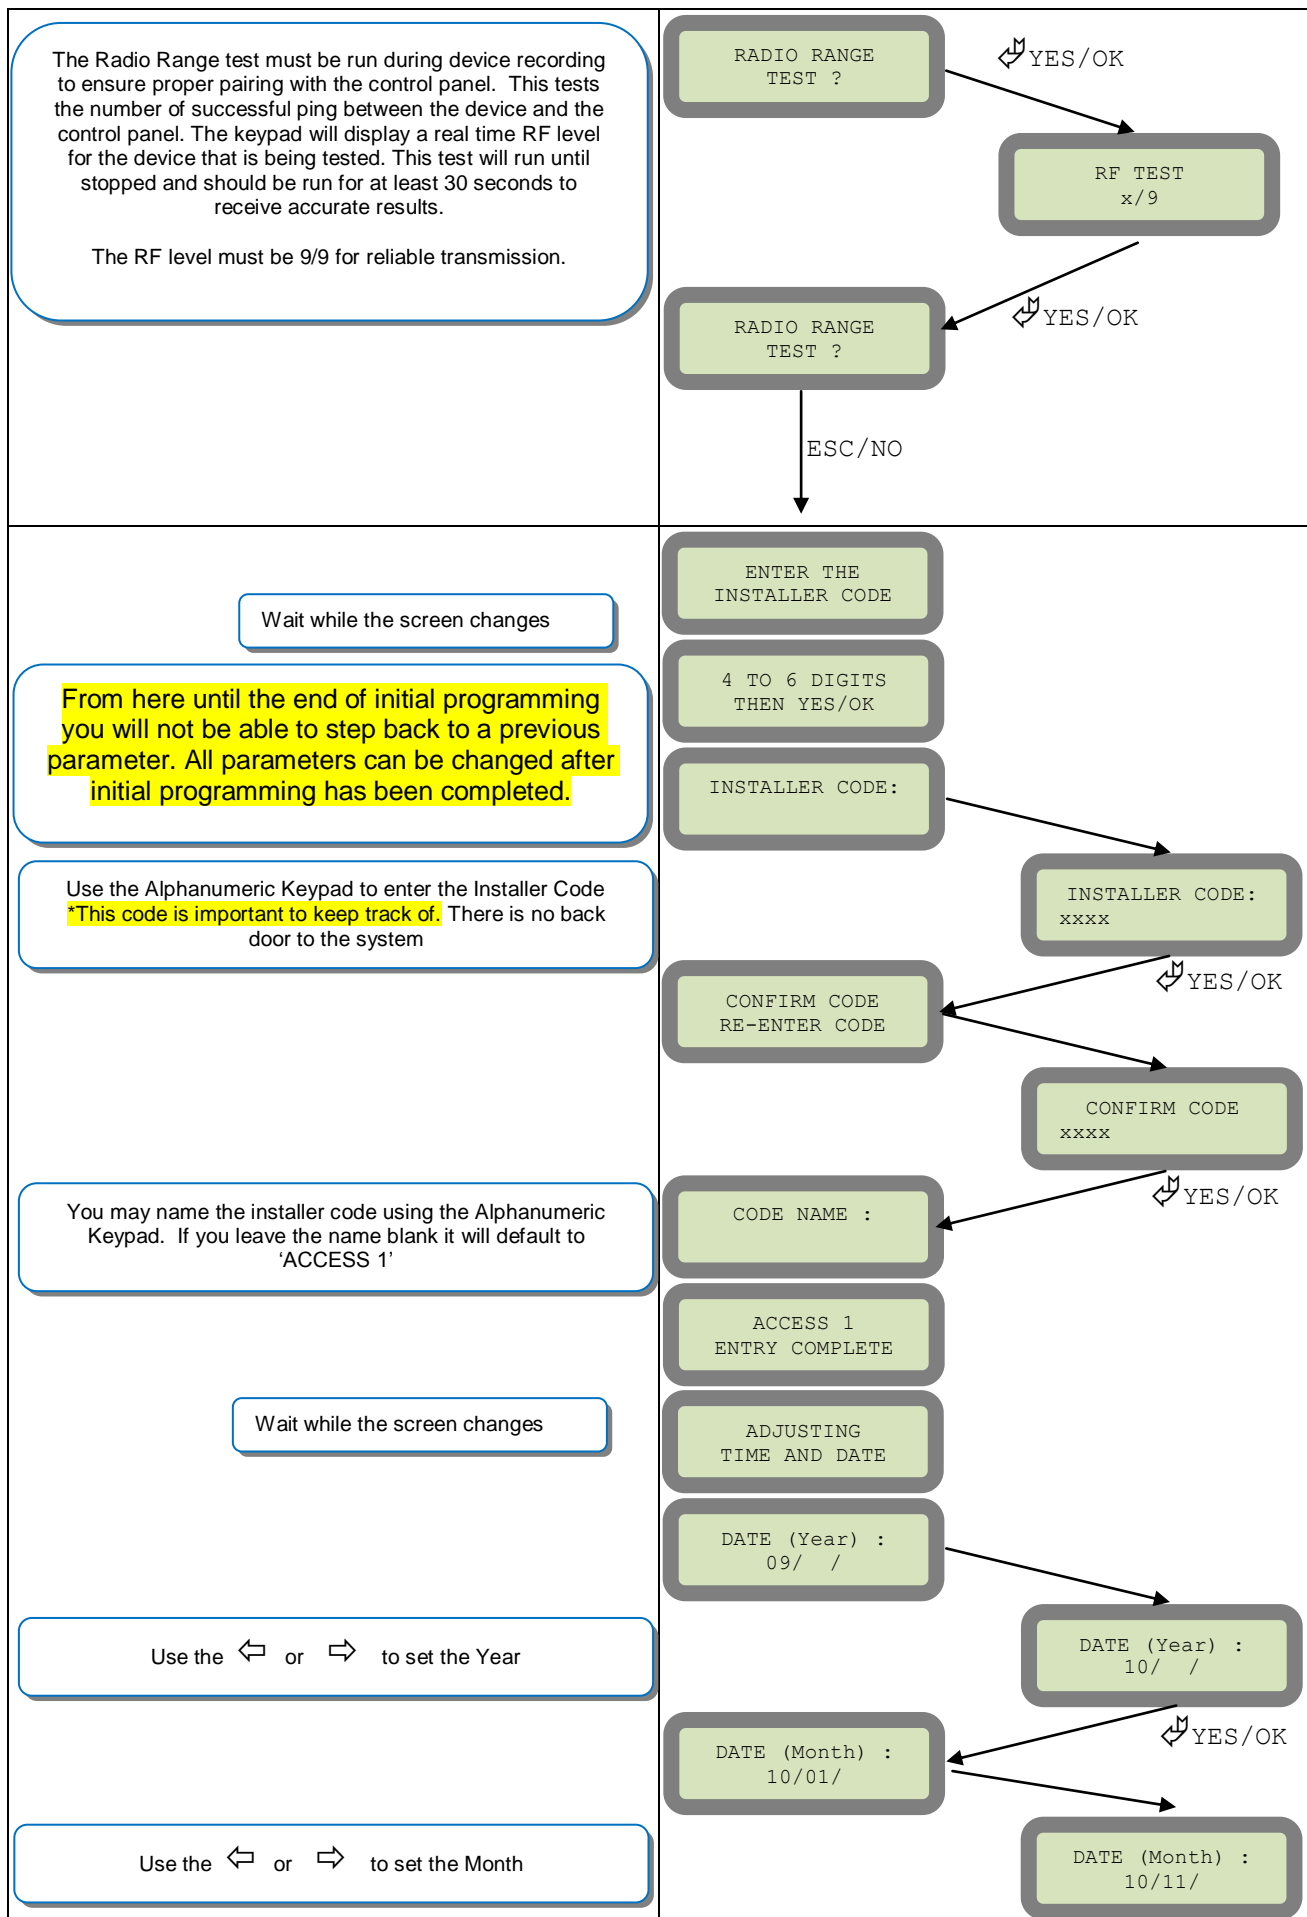 The Radio Range test must be run during device recording
to ensure proper pairing with the control panel.  This tests
the number of successful ping between the device and the
control panel. The keypad will display a real time RF level
for the device that is being tested. This test will run until
stopped and should be run for at least 30 seconds to
receive accurate results.
The RF level must be 9/9 for reliable transmission.
RADIO RANGE
TEST ?
YES/OK
RF TEST
x/9
YES/OK
RADIO RANGE
TEST ?
ESC/NO
ENTER THE
INSTALLER CODE
Wait while the screen changes
4 TO 6 DIGITS
THEN YES/OK
From here until the end of initial programming
you will not be able to step back to a previous
parameter. All parameters can be changed after
initial programming has been completed.
INSTALLER CODE:
Use the Alphanumeric Keypad to enter the Installer Code
*This code is important to keep track of. There is no back
door to the system
INSTALLER CODE:
xxxx
YES/OK
CONFIRM CODE
RE-ENTER CODE
CONFIRM CODE
xxxx
YES/OK
You may name the installer code using the Alphanumeric
Keypad.  If you leave the name blank it will default to
‘ACCESS 1’
CODE NAME :
ACCESS 1
ENTRY COMPLETE
Wait while the screen changes
ADJUSTING
TIME AND DATE
DATE (Year) :
09/  /
Use the ⇦ or ⇨ to set the Year
DATE (Year) :
10/  /
YES/OK
DATE (Month) :
10/01/
Use the ⇦ or ⇨ to set the Month
DATE (Month) :
10/11/